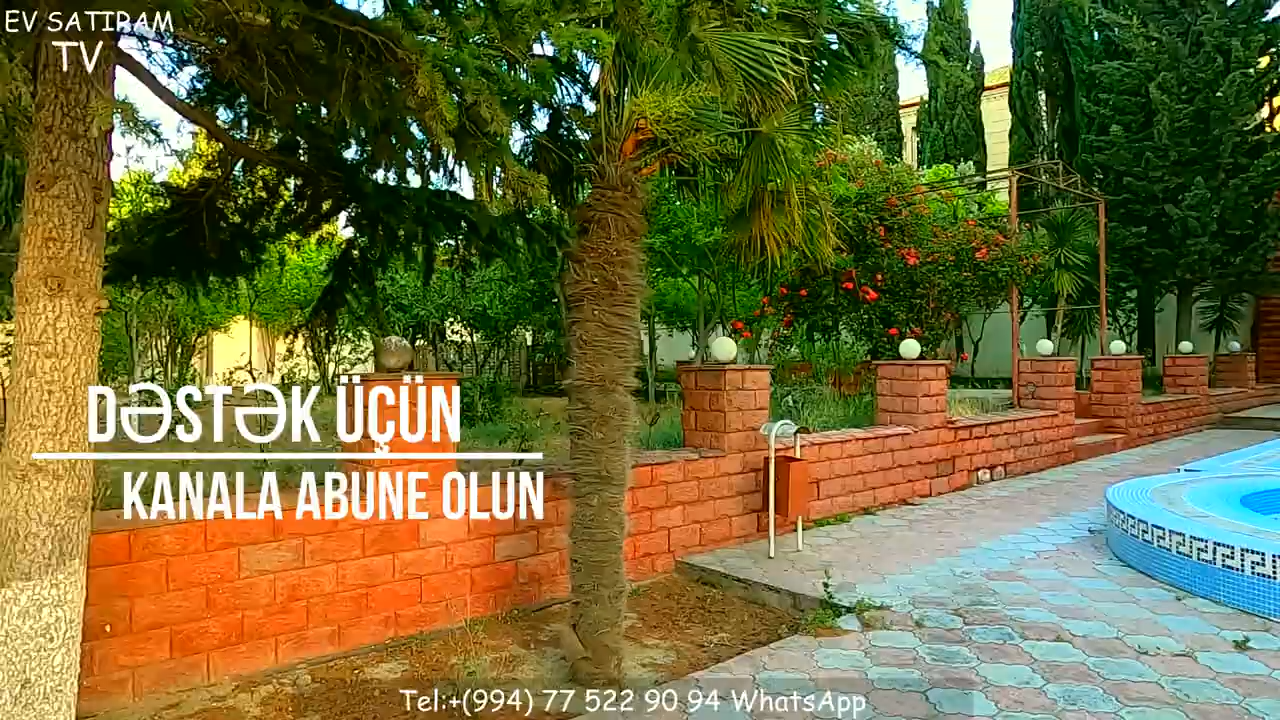 EV SATIRAM
TV
DƏSTƏK ÜÇÜN
KANALA ABUNE OLUN
Tel:+(994) 77 522 90 94 WhatsApp